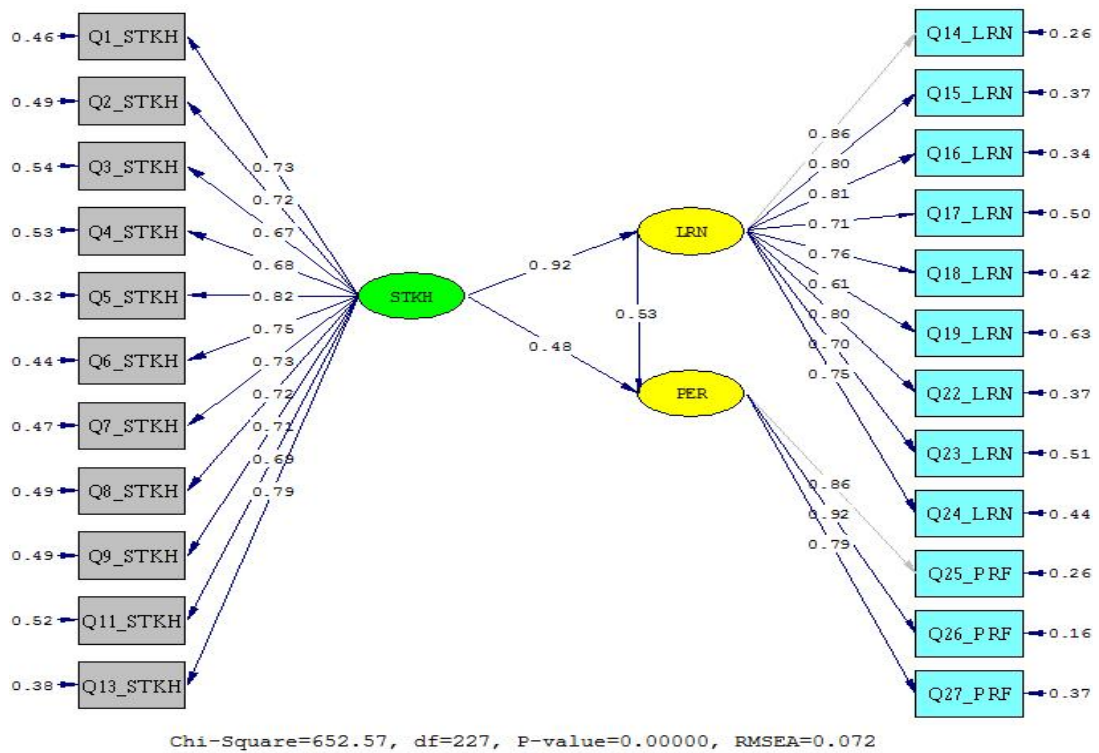 0.46 Q1_STKH
0.49 Q2_STKH
0.54 Q3_STKH
0.53 Q4_STKH
0.32 Q5_STKH
0.44 Q6_STKH
0.47 Q7_STKH
0.49 Q8_STKH
0.49 Q9_STKH
0.52 Q11_STKH
0.38 Q13_STKH
0.73
0.72
0.67
0.68
0.82
0.75
0.73
0.72
0.71
0.69
0.79
STKH
0.92
0.48
LRN
0.53
PER
0.86
0.80
0.81
0.71
0.76
0.61
0.80
0.70
0.75
0.86
0.92
0.79
Q14_LRN 0.26
Q15_LRN 0.37
Q16_LRN 0.34
Q17_LRN 0.50
Q18_LRN 0.42
Q19_LRN 0.63
Q22_LRN 0.37
Q23_LRN 0.51
Q24_LRN 0.44
Q25_PRF 0.26
Q26_PRF 0.16
Q27_PRF 0.37
Chi-Square=652.57, df=227, P-value=0.00000, RMSEA=0.072